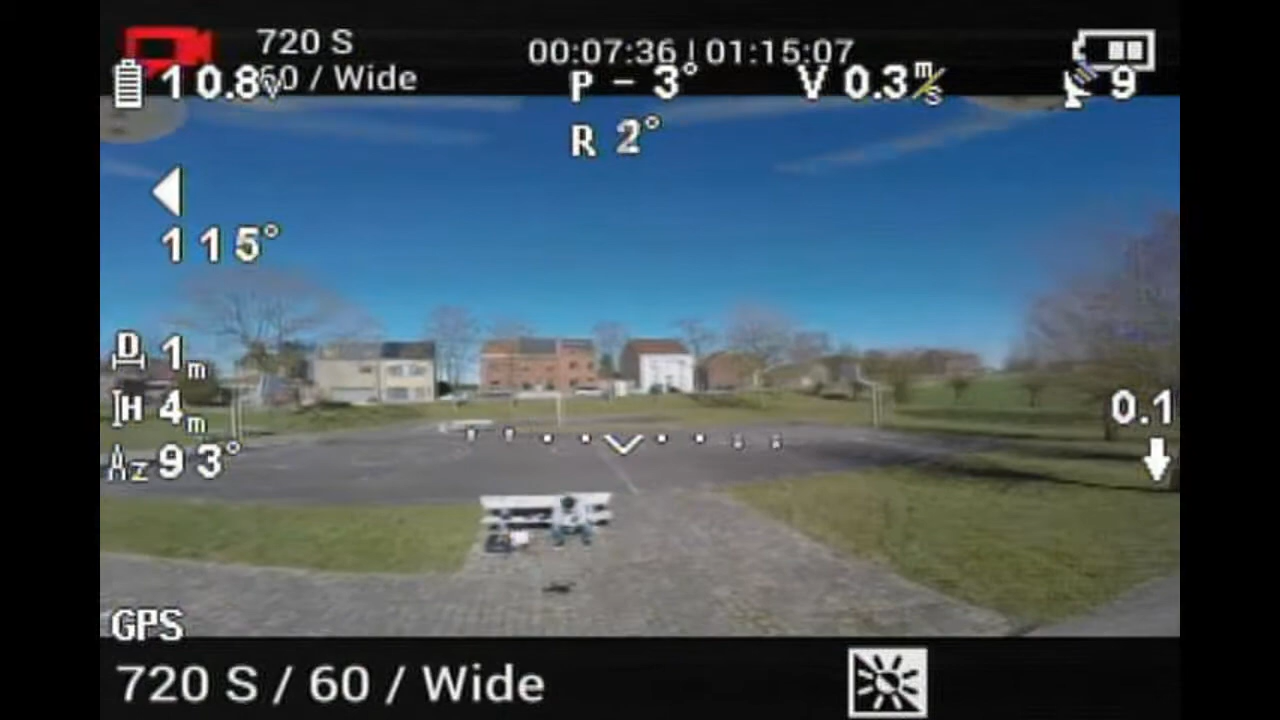 720 S
00:07:36 | 01:15:07
60 / Wide
10.8V
P - 3°
V 0.3 m/s
9
R 2°
115°
D 1m
H 4m
0.1
Az 93°
GPS
720 S / 60 / Wide